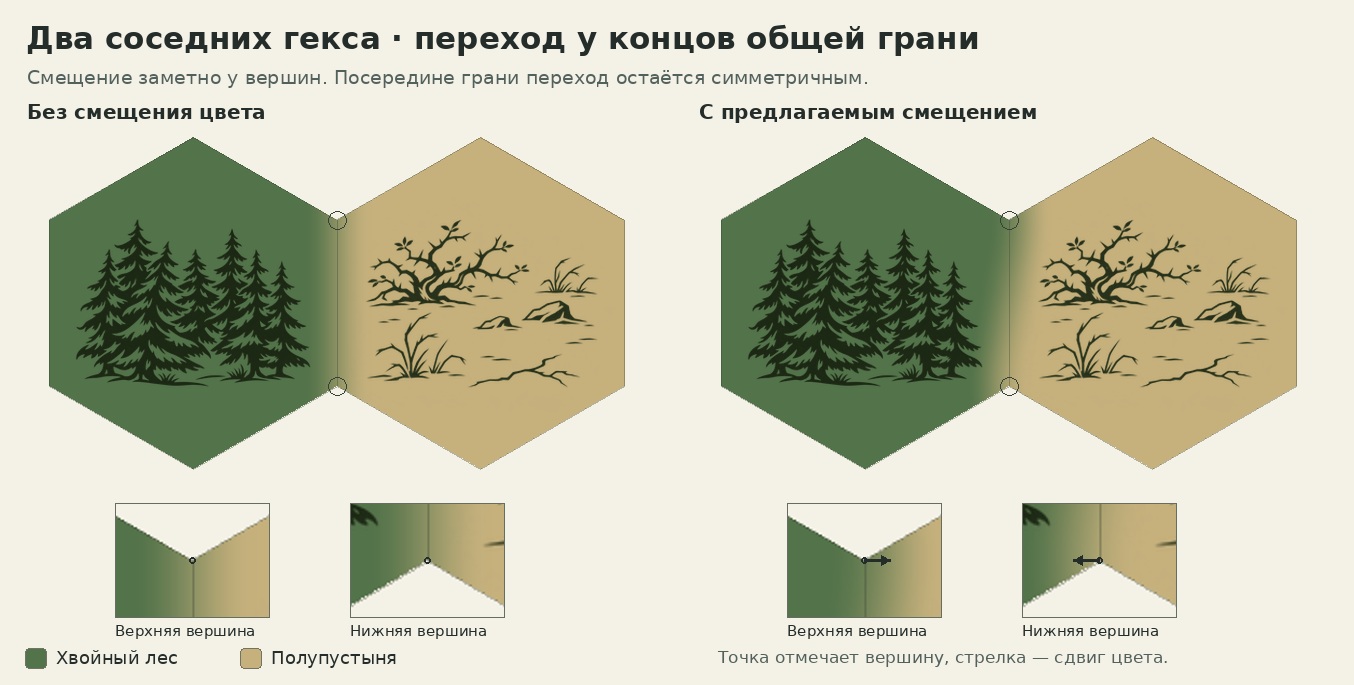 Два соседних гекса · переход у концов общей грани
Смещение заметно у вершин. Посередине грани переход остаётся симметричным.
Без смещения цвета
С предлагаемым смещением
Верхняя вершина
Нижняя вершина
Верхняя вершина
Нижняя вершина
Хвойный лес
Полупустыня
Точка отмечает вершину, стрелка — сдвиг цвета.